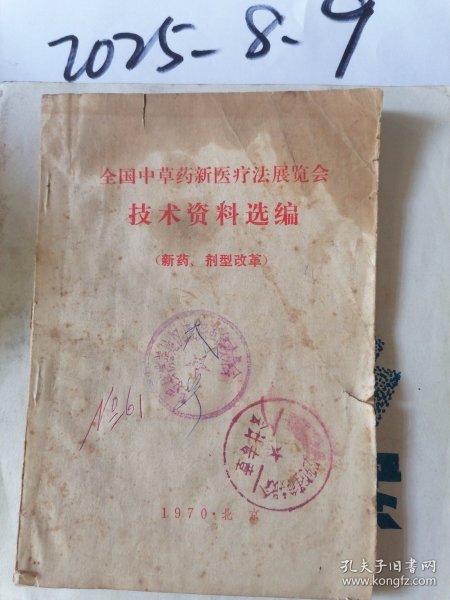 2025-8-9
全国中草药新医疗法展览会
技术资料选编
(新药、剂型改革)
№61
1970·北京
孔夫子旧书网
www.kongfz.com